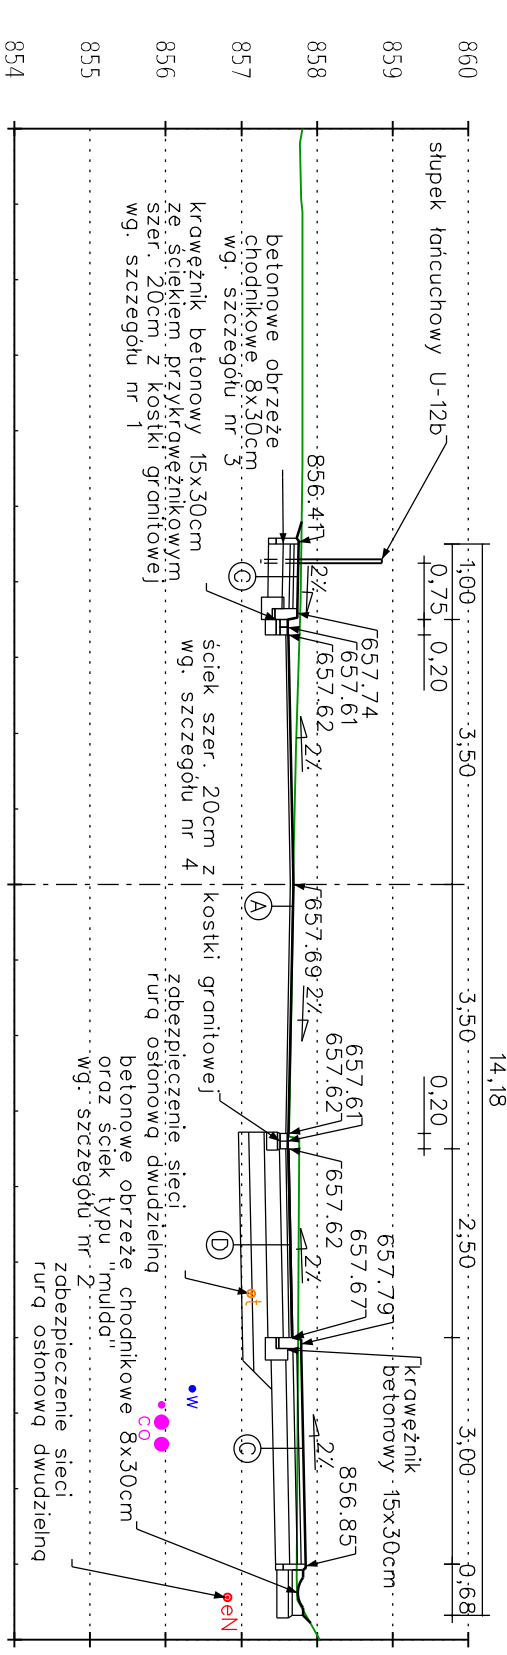 860
859
858
857
856
855
854
słupek łańcuchowy U-12b
betonowe obrzeże
chodnikowe 8x30cm
wg. szczegółu nr 3
krawężnik betonowy 15x30cm
ze ściekiem przykrawężnikowym
szer. 20cm z kostki granitowej
wg. szczegółu nr 1
14,18
1,00
3,50
3,50
2,50
3,00
0,68
0,75
0,20
0,20
856.41
2%
C
657.74
657.61
657.62
2%
ściek szer. 20cm z kostki granitowej
wg. szczegółu nr 4
657.69
2%
A
657.61
657.62
657.62
2%
D
657.79
657.67
krawężnik
betonowy 15x30cm
2%
C
856.85
zabezpieczenie sieci
rurą osłonową dwudzielną
t
w
co
betonowe obrzeże chodnikowe 8x30cm
oraz ściek typu "mulda"
wg. szczegółu nr 2
zabezpieczenie sieci
rurą osłonową dwudzielną
eN